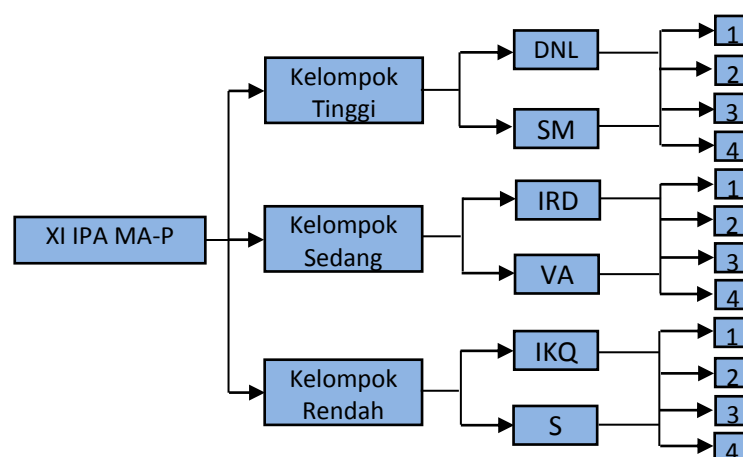 XI IPA MA-P
Kelompok
Tinggi
DNL
SM
1
2
3
4
Kelompok
Sedang
IRD
VA
1
2
3
4
Kelompok
Rendah
IKQ
S
1
2
3
4